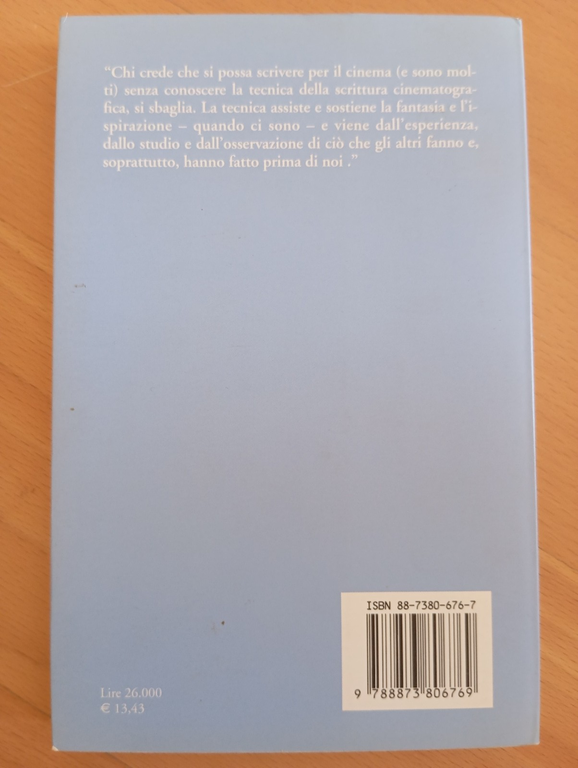 “Chi crede che si possa scrivere per il cinema (e sono mol-
ti) senza conoscere la tecnica della scrittura cinematogra-
fica, si sbaglia. La tecnica assiste e sostiene la fantasia e l’i-
spirazione – quando ci sono – e viene dall’esperienza,
dallo studio e dall’osservazione di ciò che gli altri fanno e,
soprattutto, hanno fatto prima di noi .”
ISBN 88-7380-676-7
9 788873 806769
Lire 26.000
€ 13,43